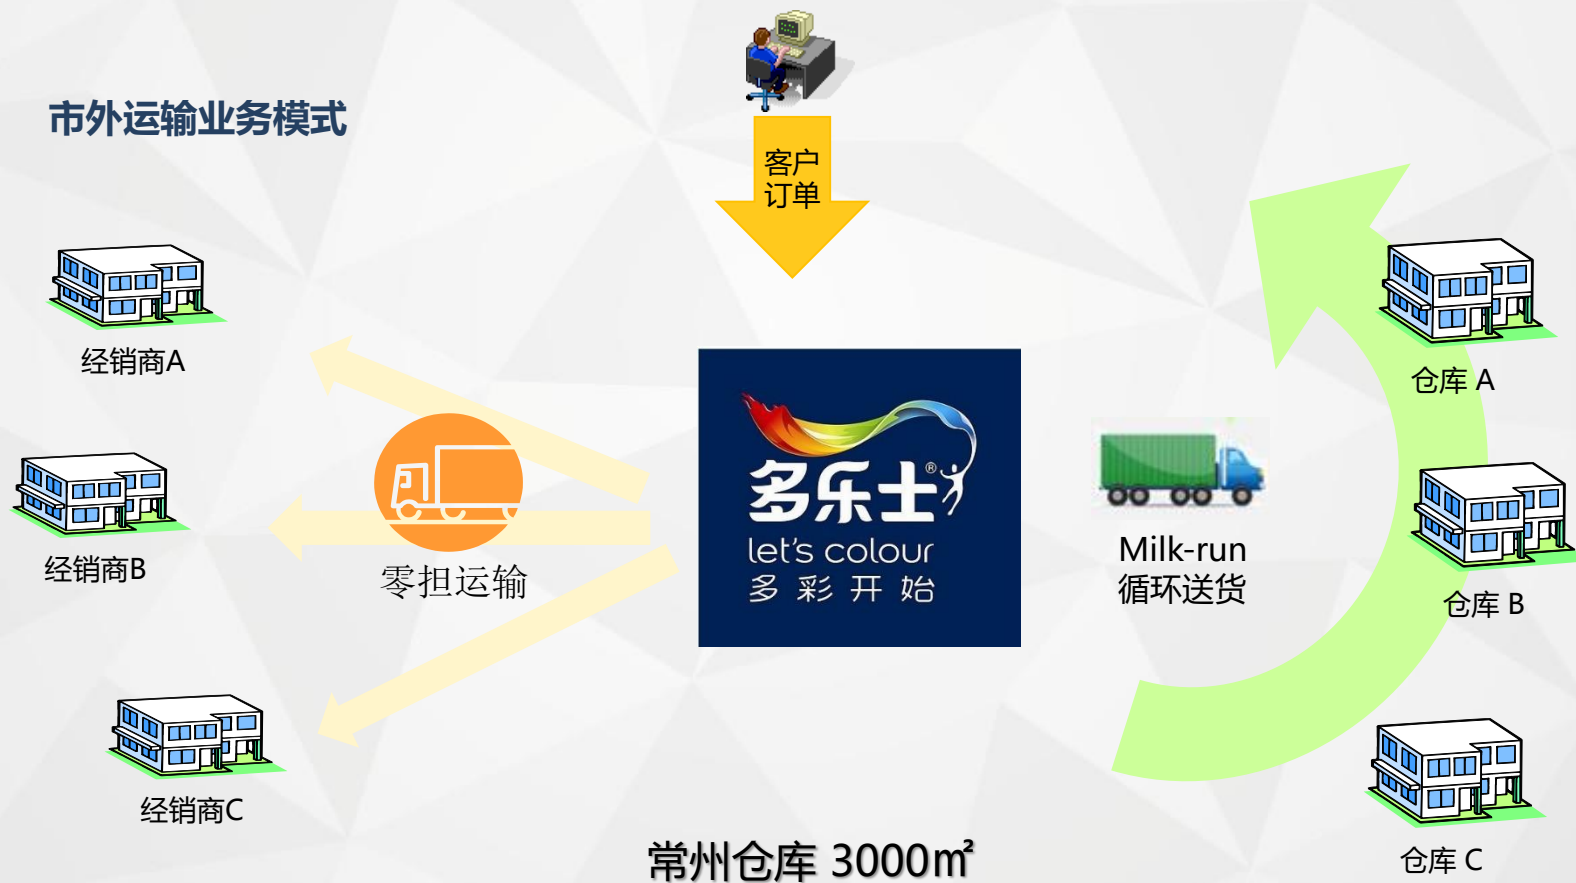 市外运输业务模式
客户
订单
经销商A
经销商B
经销商C
零担运输
多乐士®
let's colour
多彩开始
Milk-run
循环送货
仓库 A
仓库 B
仓库 C
常州仓库 3000㎡